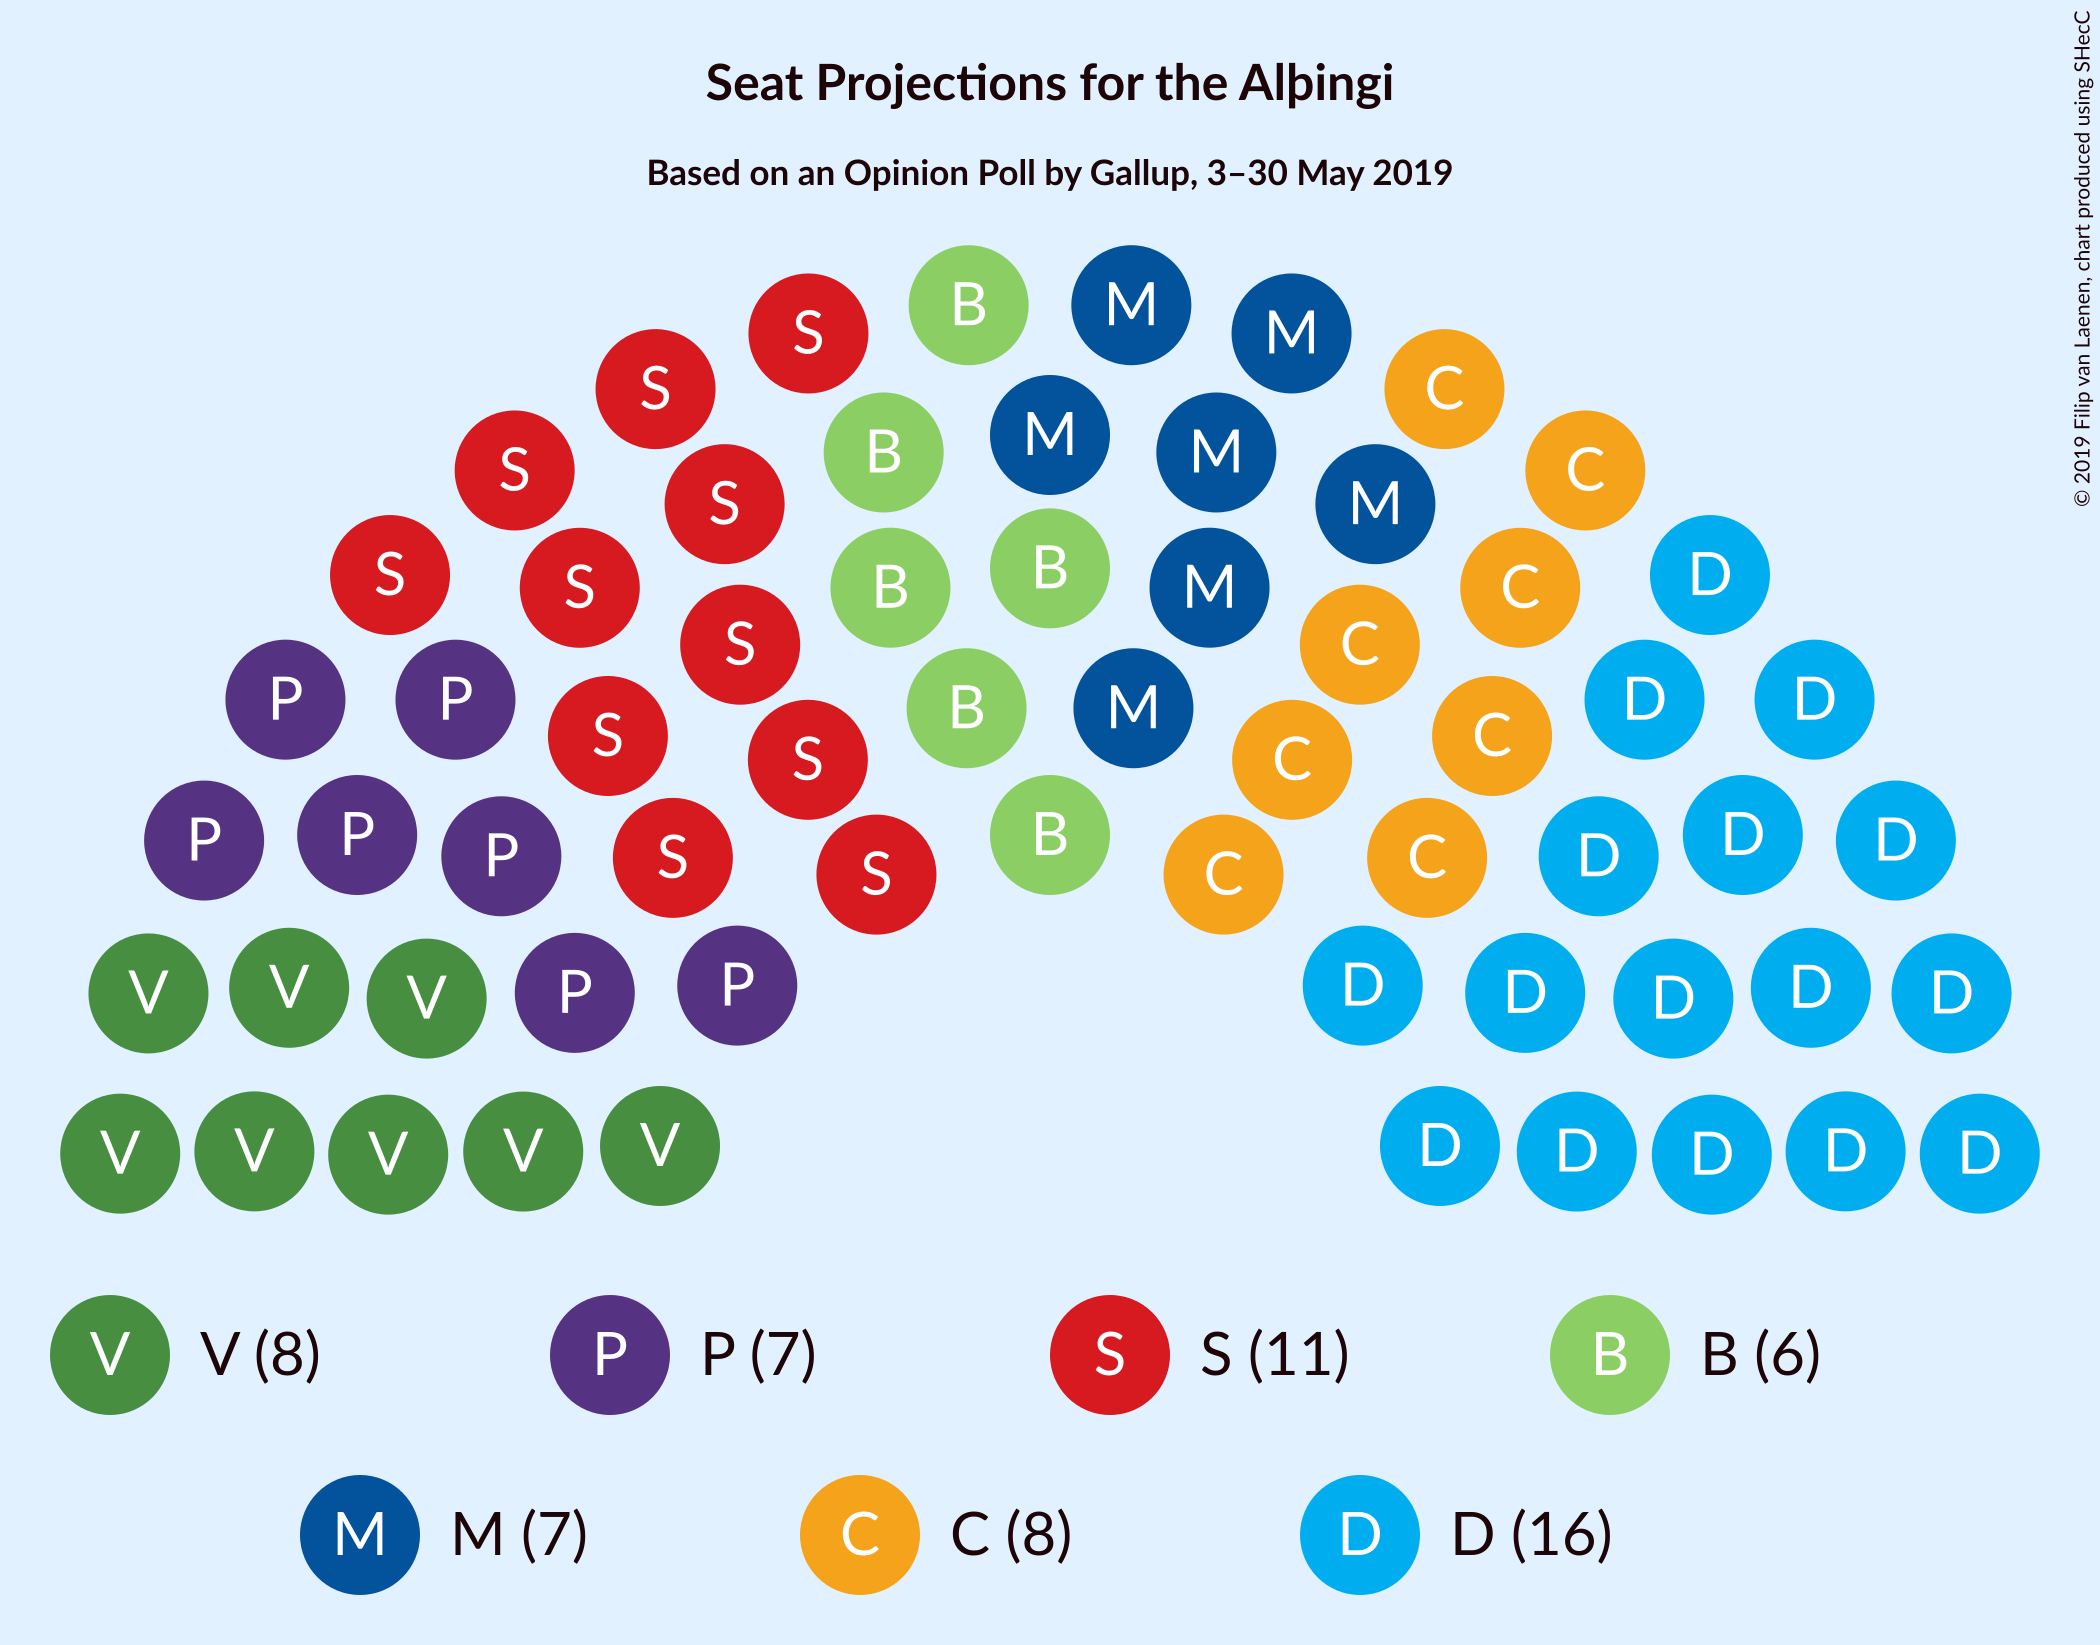 Seat Projections for the Alþingi
Based on an Opinion Poll by Gallup, 3–30 May 2019
© 2019 Filip van Laenen, chart produced using SHecC
B M
S M
S C
M
S B M C
S M
B
S S B M C D
S C
P P B M D D
S C
S C
P P P S S B C C D D D
V V V P P D D D D D
V V V V V D D D D D
V V (8) P P (7) S S (11) B B (6)
M M (7) C C (8) D D (16)